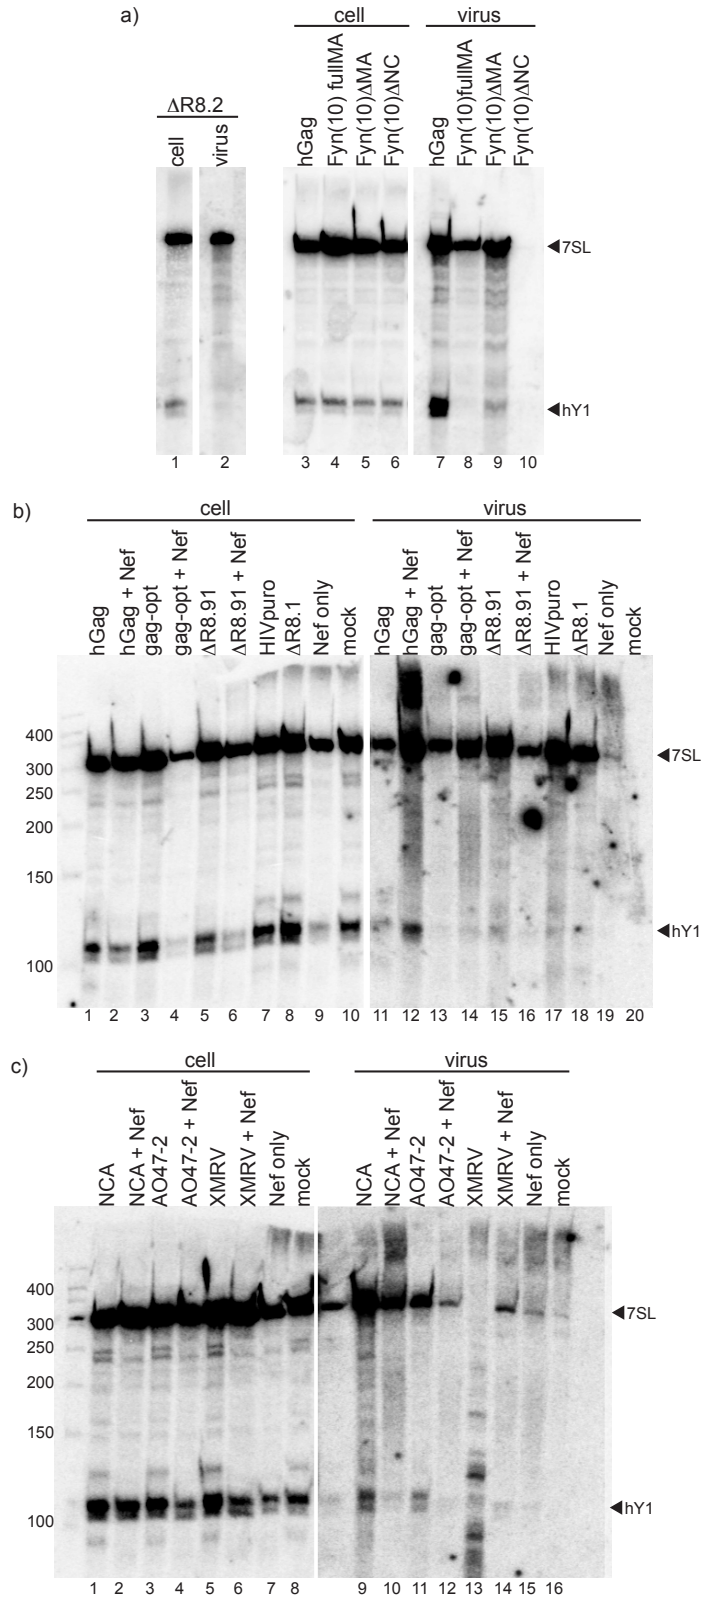 a)
cell
virus
ΔR8.2
cell
virus
hGag
Fyn(10) fullMA
Fyn(10)ΔMA
Fyn(10)ΔNC
hGag
Fyn(10)fullMA
Fyn(10)ΔMA
Fyn(10)ΔNC
◀7SL
◀hY1
1 2 3 4 5 6 7 8 9 10
b)
cell
virus
hGag
hGag + Nef
gag-opt
gag-opt + Nef
ΔR8.91
ΔR8.91 + Nef
HIVpuro
ΔR8.1
Nef only
mock
hGag
hGag + Nef
gag-opt
gag-opt + Nef
ΔR8.91
ΔR8.91 + Nef
HIVpuro
ΔR8.1
Nef only
mock
400
300
250
200
150
100
◀7SL
◀hY1
1 2 3 4 5 6 7 8 9 10 11 12 13 14 15 16 17 18 19 20
c)
cell
virus
NCA
NCA + Nef
AO47-2
AO47-2 + Nef
XMRV
XMRV + Nef
Nef only
mock
NCA
NCA + Nef
AO47-2
AO47-2 + Nef
XMRV
XMRV + Nef
Nef only
mock
400
300
250
200
150
100
◀7SL
◀hY1
1 2 3 4 5 6 7 8 9 10 11 12 13 14 15 16